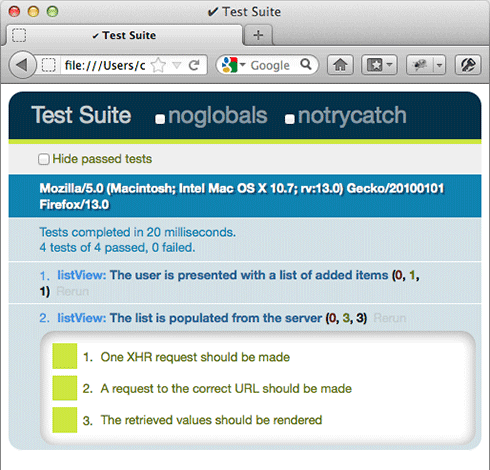 ✔ Test Suite
✔ Test Suite
file:///Users/c
Google
Test Suite noglobals notrycatch
Hide passed tests
Mozilla/5.0 (Macintosh; Intel Mac OS X 10.7; rv:13.0) Gecko/20100101
Firefox/13.0
Tests completed in 20 milliseconds.
4 tests of 4 passed, 0 failed.
1. listView: The user is presented with a list of added items (0, 1,
1) Rerun
2. listView: The list is populated from the server (0, 3, 3) Rerun
1. One XHR request should be made
2. A request to the correct URL should be made
3. The retrieved values should be rendered